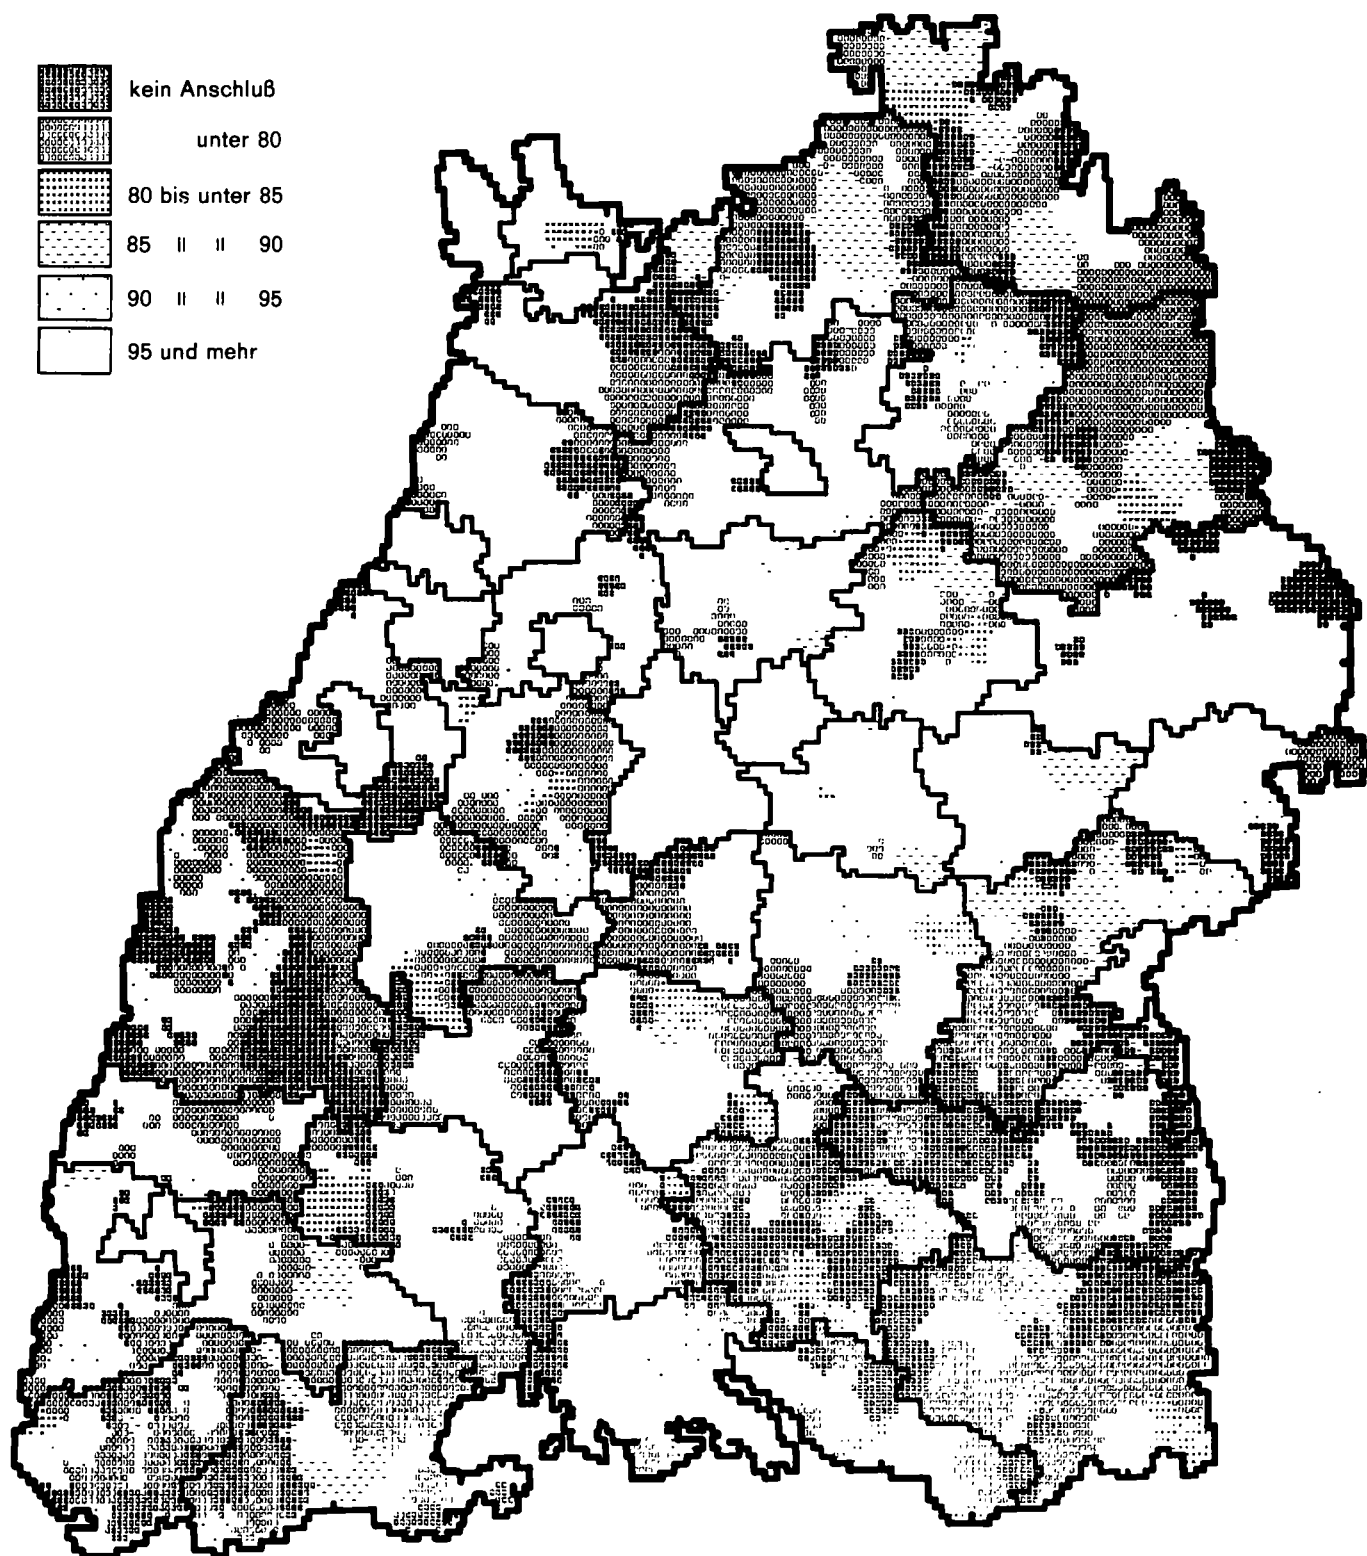 kein Anschluß
unter 80
80 bis unter 85
85 " " 90
90 " " 95
95 und mehr